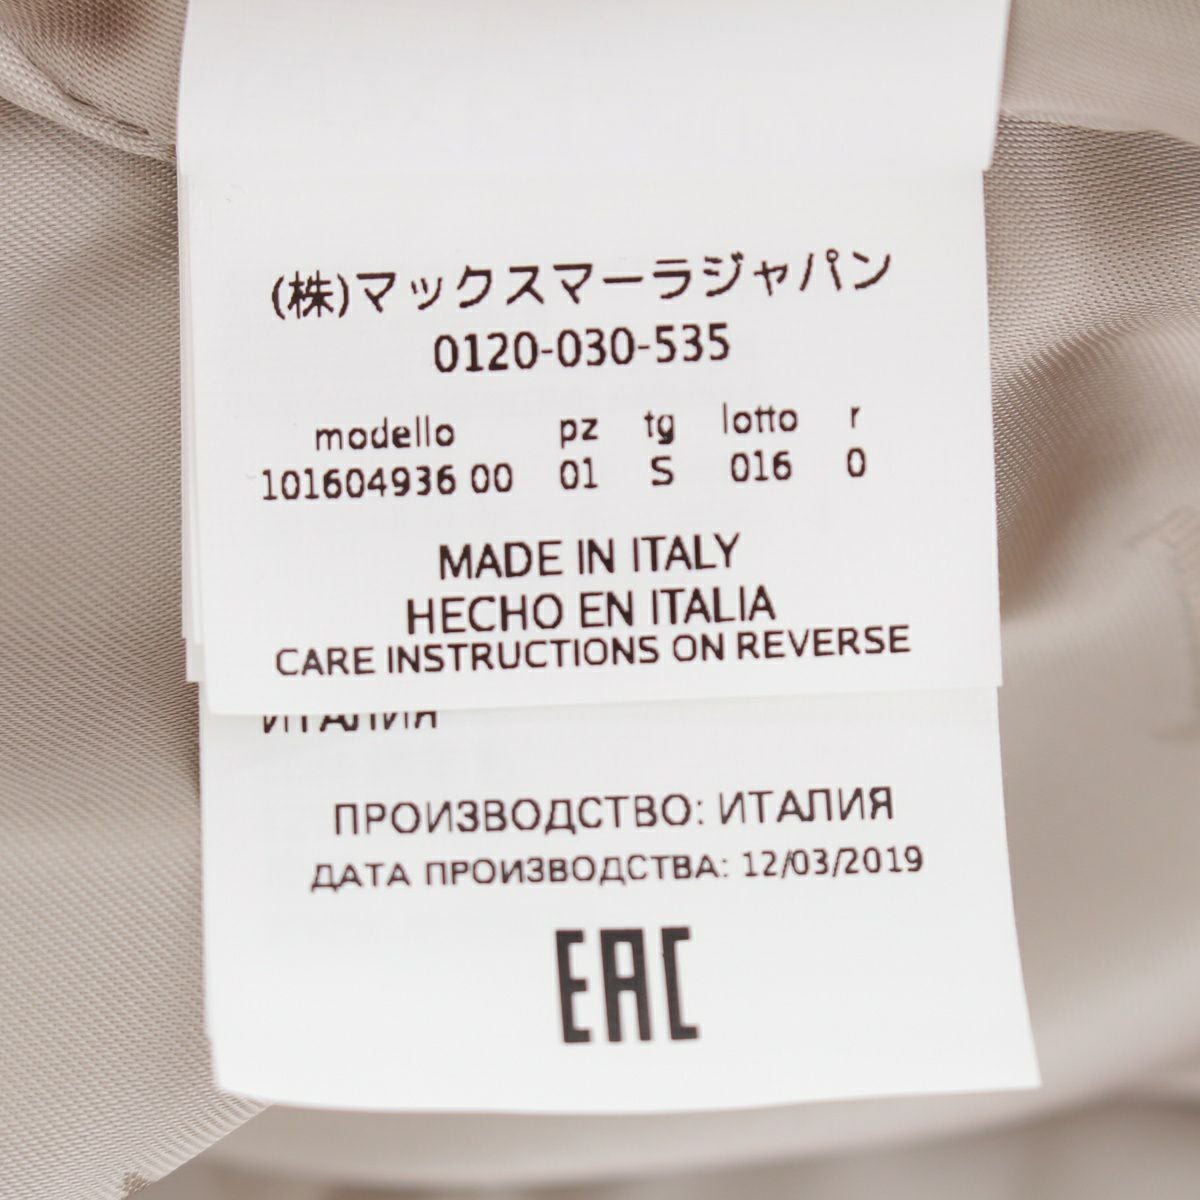 (株)マックスマーラジャパン
0120-030-535
modello pz tg lotto r
101604936 00 01 S 016 0
MADE IN ITALY
HECHO EN ITALIA
CARE INSTRUCTIONS ON REVERSE
ИТАЛИЯ
ПРОИЗВОДСТВО: ИТАЛИЯ
ДАТА ПРОИЗВОДСТВА: 12/03/2019
EAC